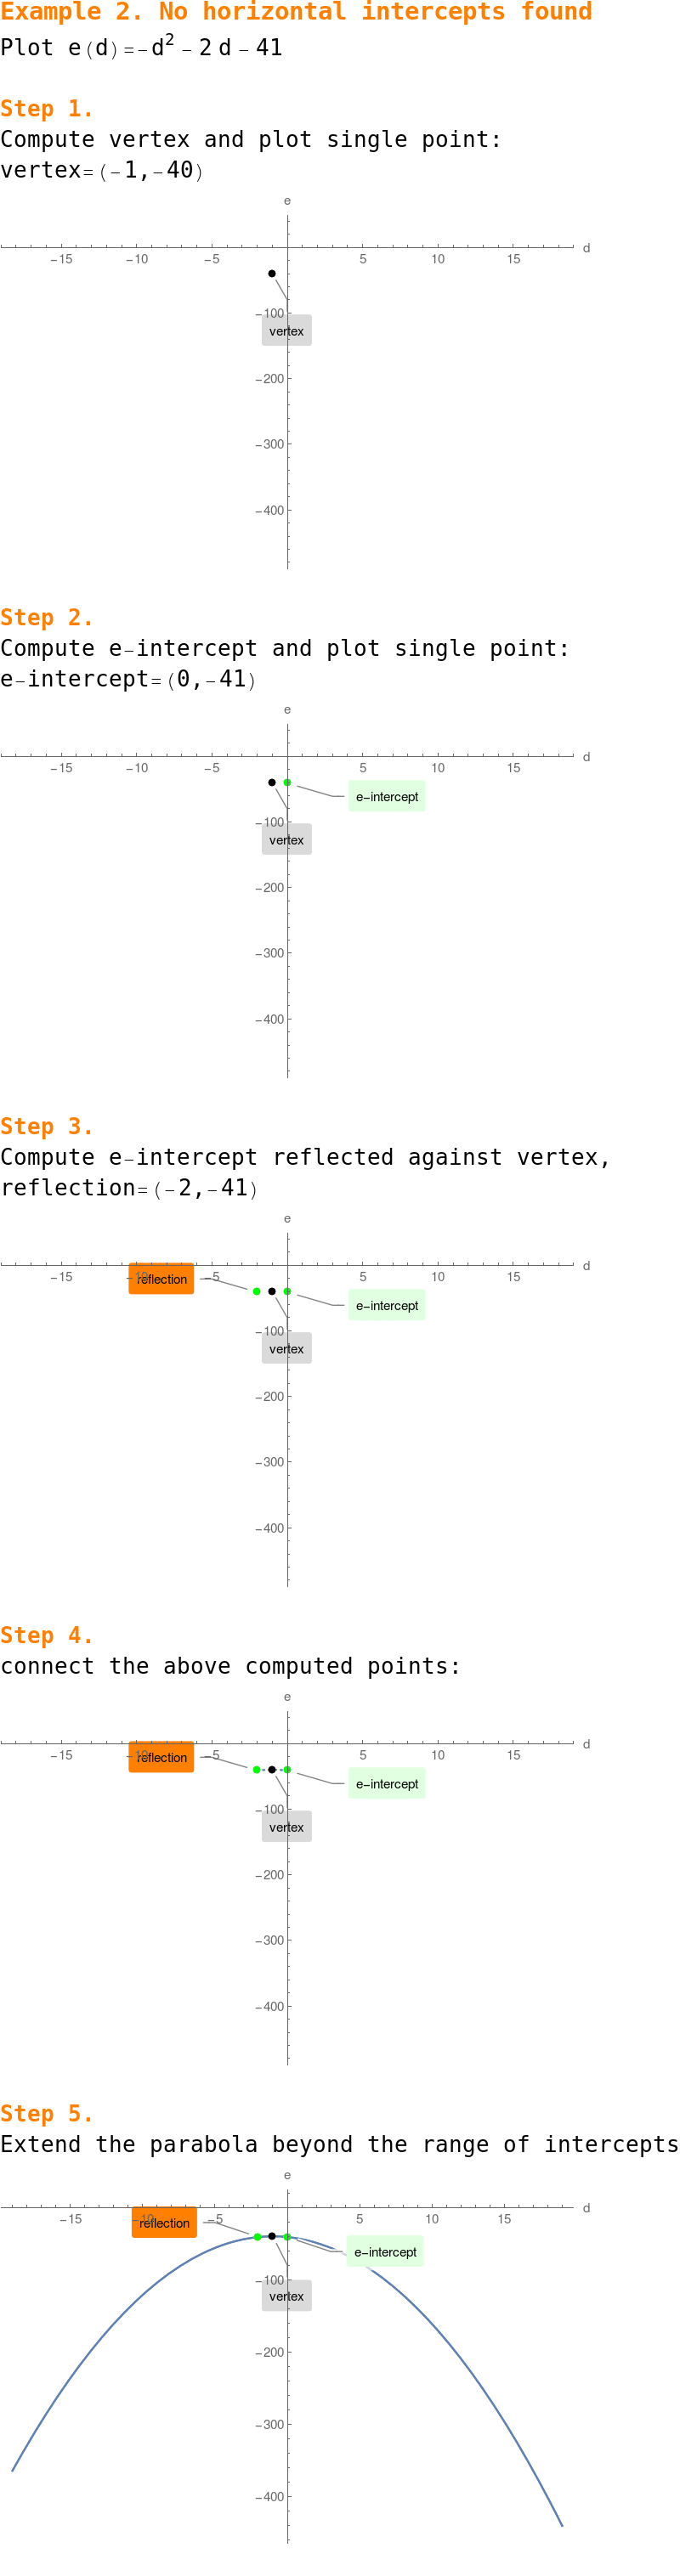 Example 2. No horizontal intercepts found
Plot e(d)=-d² - 2 d - 41
Step 1.
Compute vertex and plot single point:
vertex=(-1,-40)
e
d
-15 -10 -5 5 10 15
-100
vertex
-200
-300
-400
Step 2.
Compute e-intercept and plot single point:
e-intercept=(0,-41)
e
d
-15 -10 -5 5 10 15
e-intercept
-100
vertex
-200
-300
-400
Step 3.
Compute e-intercept reflected against vertex,
reflection=(-2,-41)
e
d
-15 -10 -5 5 10 15
reflection
e-intercept
-100
vertex
-200
-300
-400
Step 4.
connect the above computed points:
e
d
-15 -10 -5 5 10 15
reflection
e-intercept
-100
vertex
-200
-300
-400
Step 5.
Extend the parabola beyond the range of intercepts
e
d
-15 -10 -5 5 10 15
reflection
e-intercept
-100
vertex
-200
-300
-400